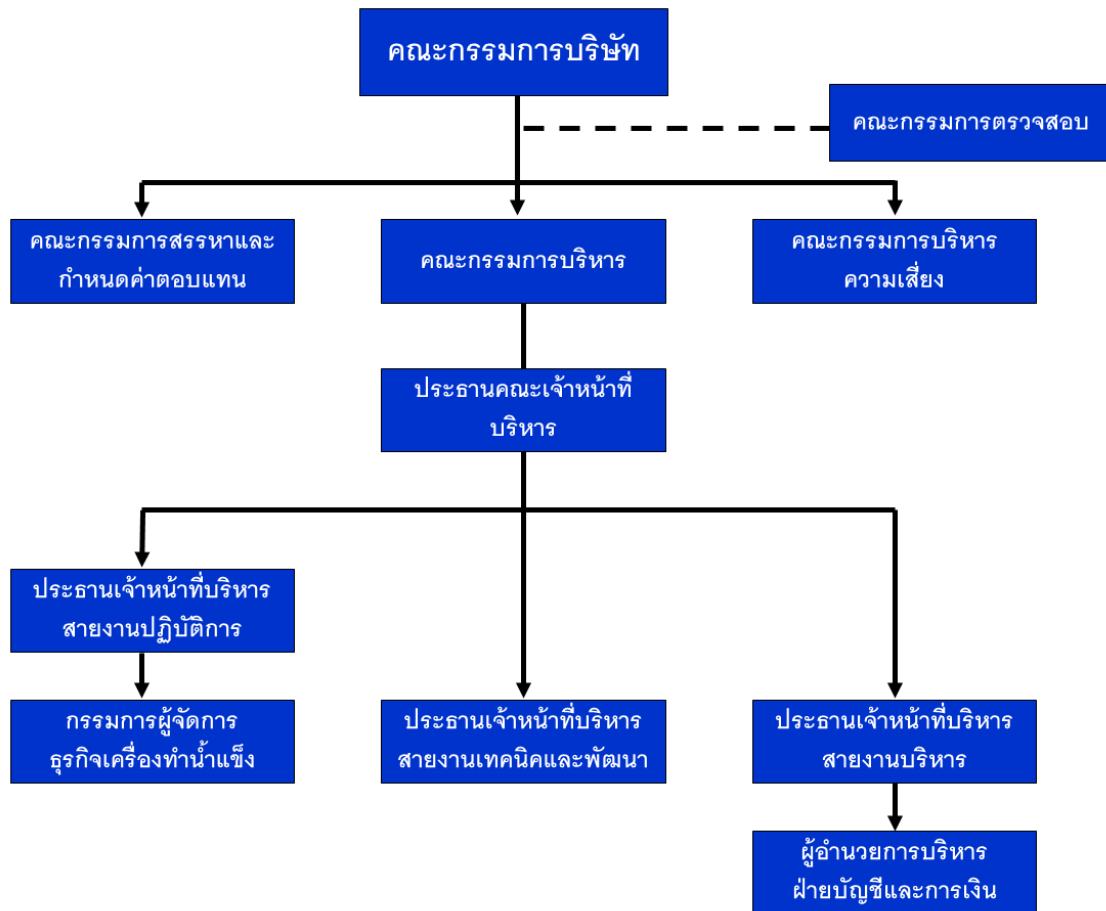 คณะกรรมการบริษัท
คณะกรรมการตรวจสอบ
คณะกรรมการสรรหาและ
กำหนดค่าตอบแทน
คณะกรรมการบริหาร
คณะกรรมการบริหาร
ความเสี่ยง
ประธานคณะเจ้าหน้าที่
บริหาร
ประธานเจ้าหน้าที่บริหาร
สายงานปฏิบัติการ
กรรมการผู้จัดการ
ธุรกิจเครื่องทำน้ำแข็ง
ประธานเจ้าหน้าที่บริหาร
สายงานเทคนิคและพัฒนา
ประธานเจ้าหน้าที่บริหาร
สายงานบริหาร
ผู้อำนวยการบริหาร
ฝ่ายบัญชีและการเงิน